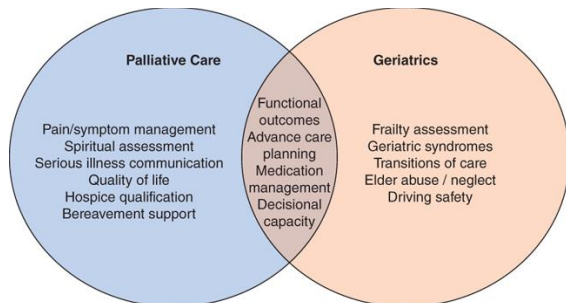 Palliative Care
Pain/symptom management
Spiritual assessment
Serious illness communication
Quality of life
Hospice qualification
Bereavement support
Functional
outcomes
Advance care
planning
Medication
management
Decisional
capacity
Geriatrics
Frailty assessment
Geriatric syndromes
Transitions of care
Elder abuse / neglect
Driving safety